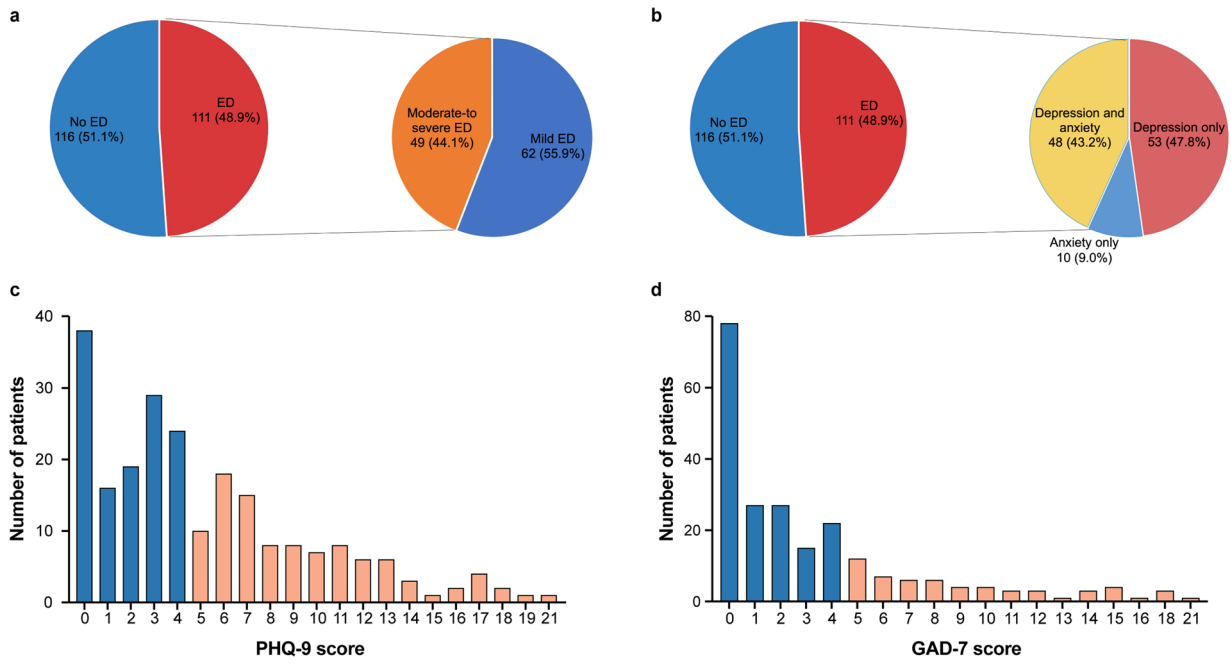 a
No ED
116 (51.1%)
ED
111 (48.9%)
Moderate-to
severe ED
49 (44.1%)
Mild ED
62 (55.9%)
b
No ED
116 (51.1%)
ED
111 (48.9%)
Depression and
anxiety
48 (43.2%)
Depression only
53 (47.8%)
Anxiety only
10 (9.0%)
c
Number of patients
40
30
20
10
0
0 1 2 3 4 5 6 7 8 9 10 11 12 13 14 15 16 17 18 19 21
PHQ-9 score
d
Number of patients
80
60
40
20
0
0 1 2 3 4 5 6 7 8 9 10 11 12 13 14 15 16 18 21
GAD-7 score